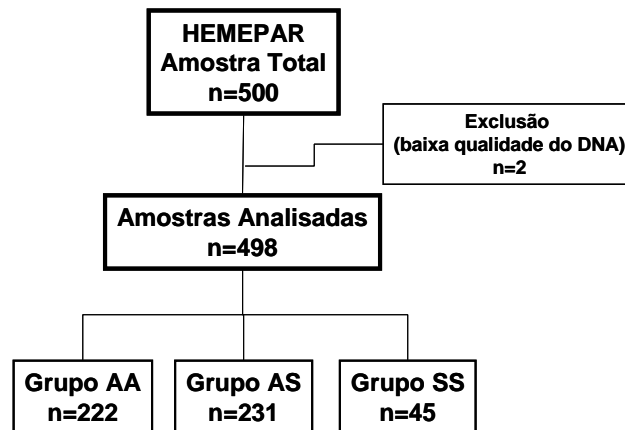 HEMEPAR
Amostra Total
n=500
Exclusão
(baixa qualidade do DNA)
n=2
Amostras Analisadas
n=498
Grupo AA
n=222
Grupo AS
n=231
Grupo SS
n=45